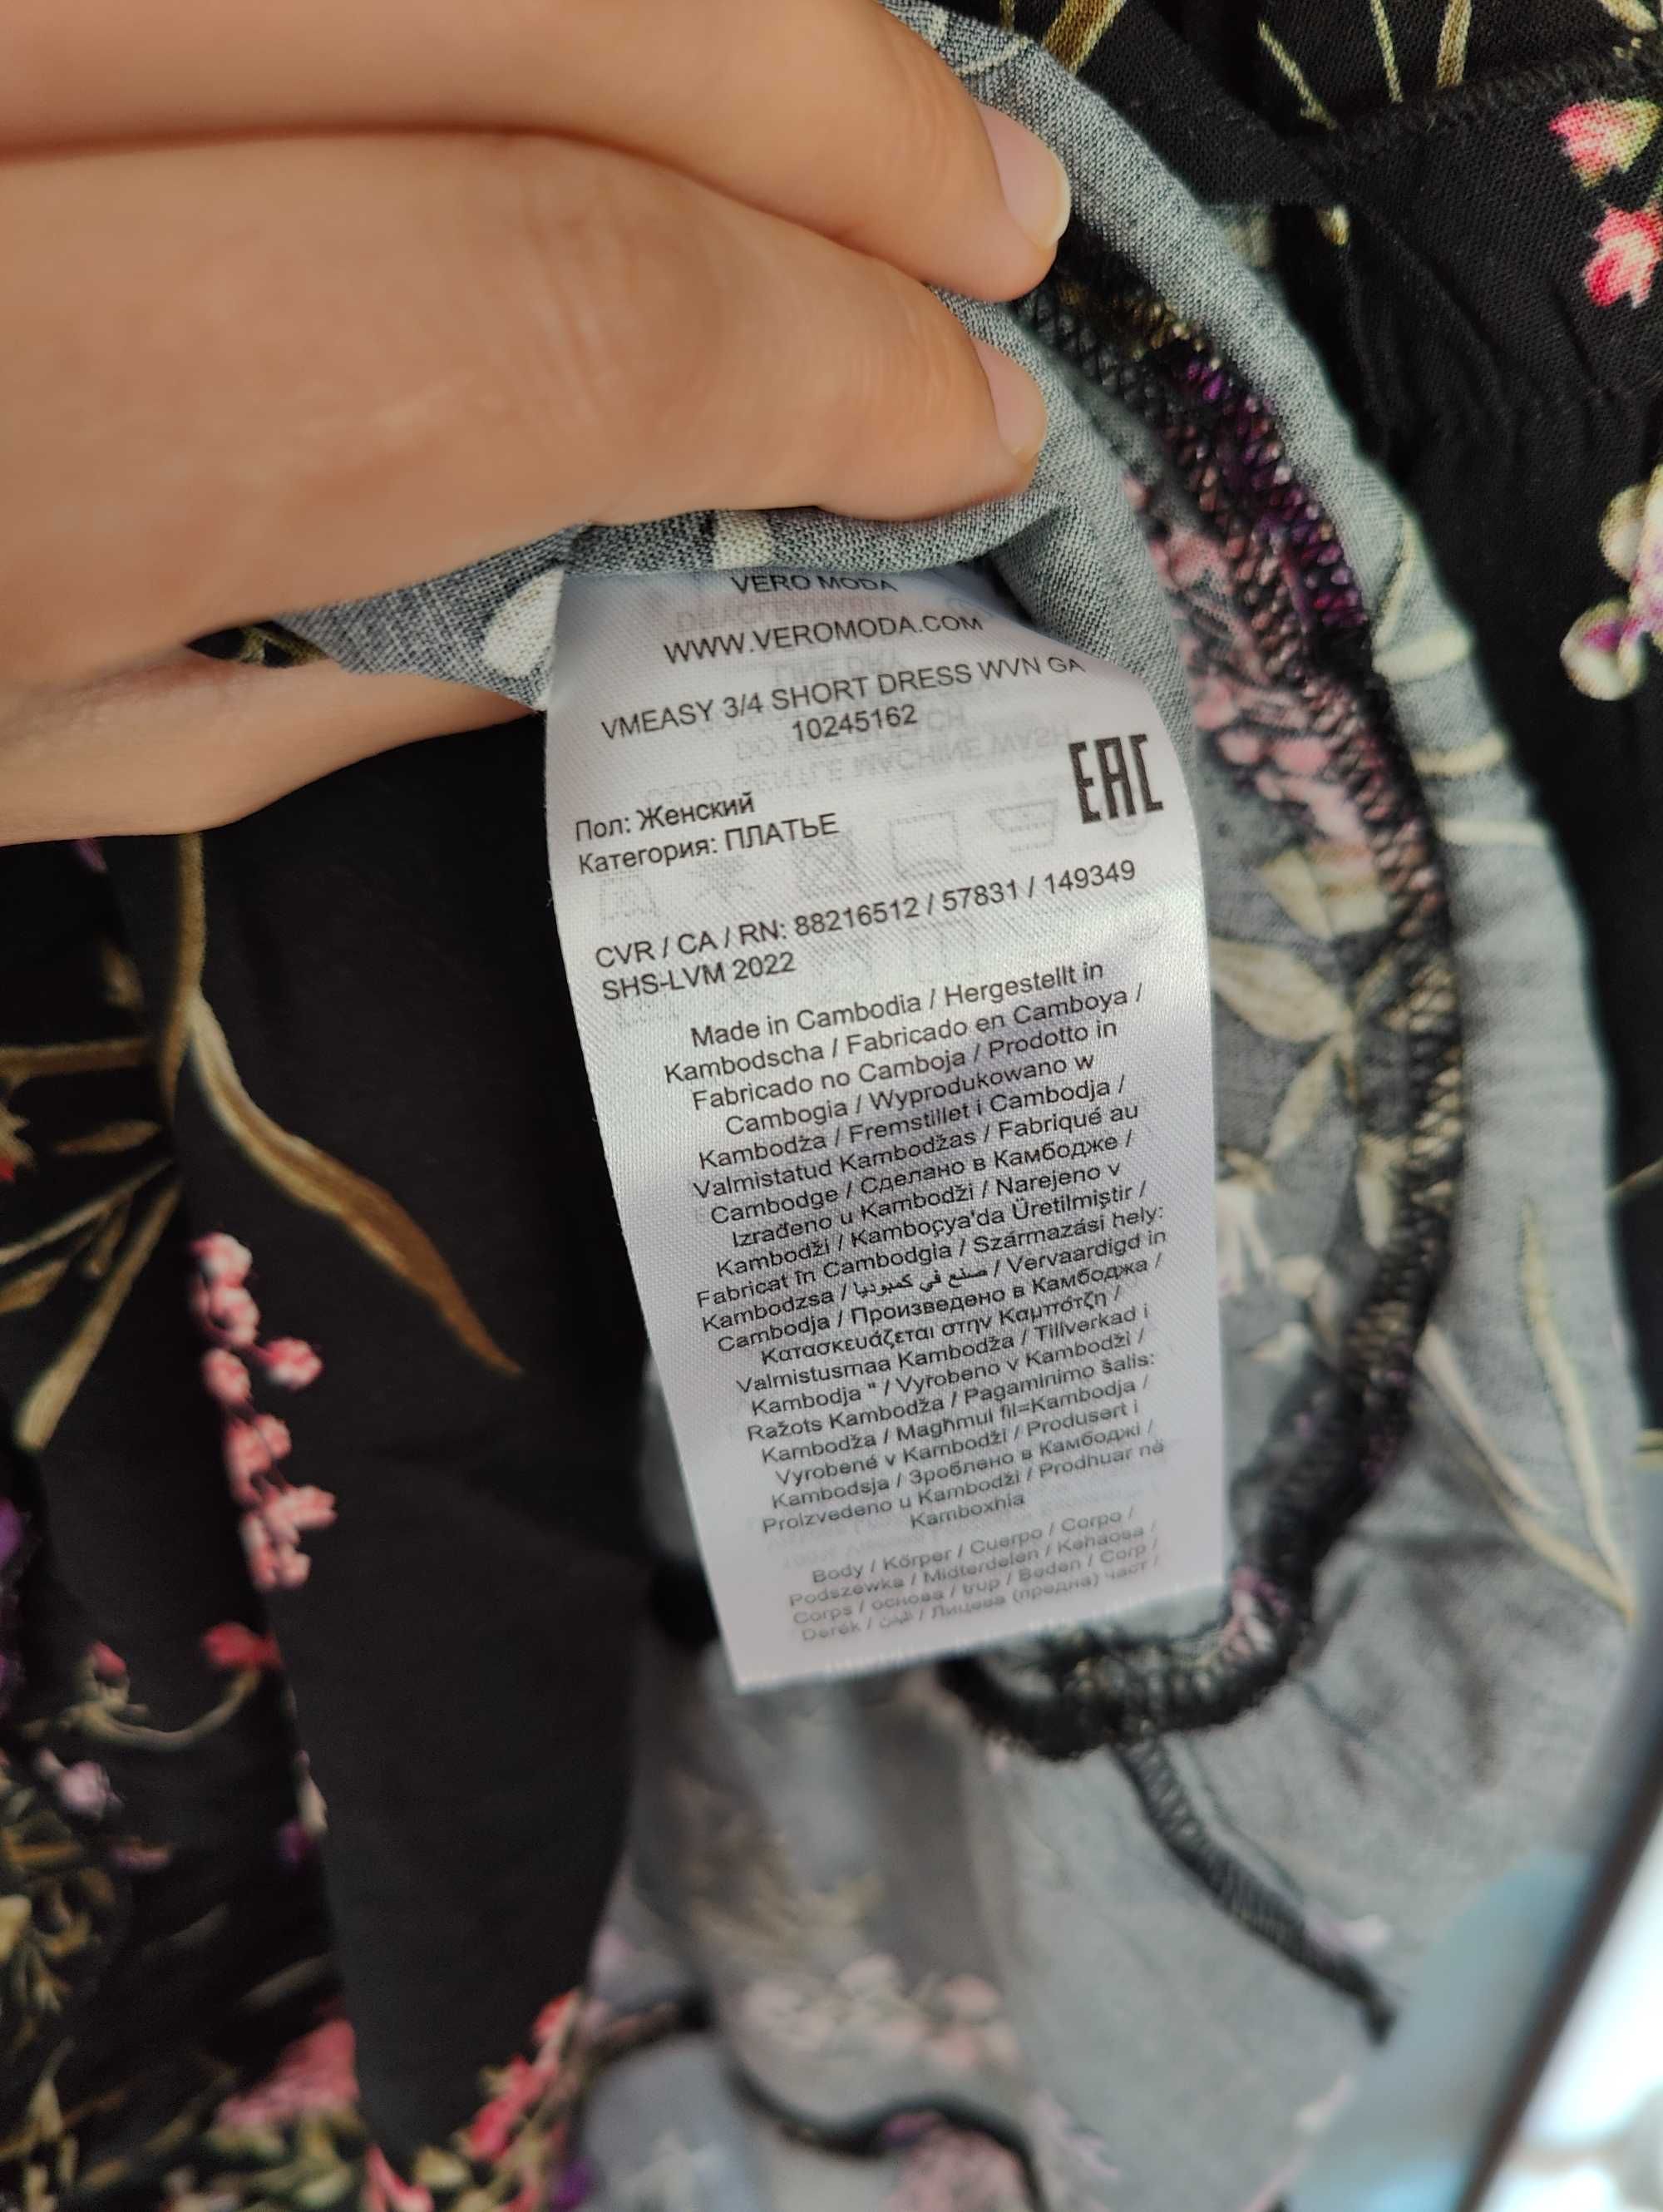 VERO MODA
WWW.VEROMODA.COM
VMEASY 3/4 SHORT DRESS WVN GA
10245162
EAC
Пол: Женский
Категория: ПЛАТЬЕ
CVR / CA / RN: 88216512 / 57831 / 149349
SHS-LVM 2022
Made in Cambodia / Hergestellt in
Kambodscha / Fabricado en Camboya /
Fabricado no Camboja / Prodotto in
Cambogia / Wyprodukowano w
Kambodża / Fremstillet i Cambodja /
Valmistatud Kambodžas / Fabriqué au
Cambodge / Сделано в Камбодже /
Izrađeno u Kambodži / Narejeno v
Kambodži / Kamboçya'da Üretilmiştir /
Fabricat în Cambodgia / Származási hely:
Kambodzsa / صنع في كمبوديا / Vervaardigd in
Cambodja / Произведено в Камбоджа /
Κατασκευάζεται στην Καμπότζη /
Valmistusmaa Kambodža / Tillverkad i
Kambodja " / Vyrobeno v Kambodži /
Ražots Kambodža / Pagaminimo šalis:
Kambodža / Magħmul fil=Kambodja /
Vyrobené v Kambodži / Produsert i
Kambodsja / Зроблено в Камбоджі /
Proizvedeno u Kambodži / Prodhuar në
Kamboxhia
Body / Körper / Cuerpo / Corpo /
Podszewka / Midterdelen / Kehaosa /
Corps / основа / trup / Beden / Corp /
Derék / / Лицева (предна) част /